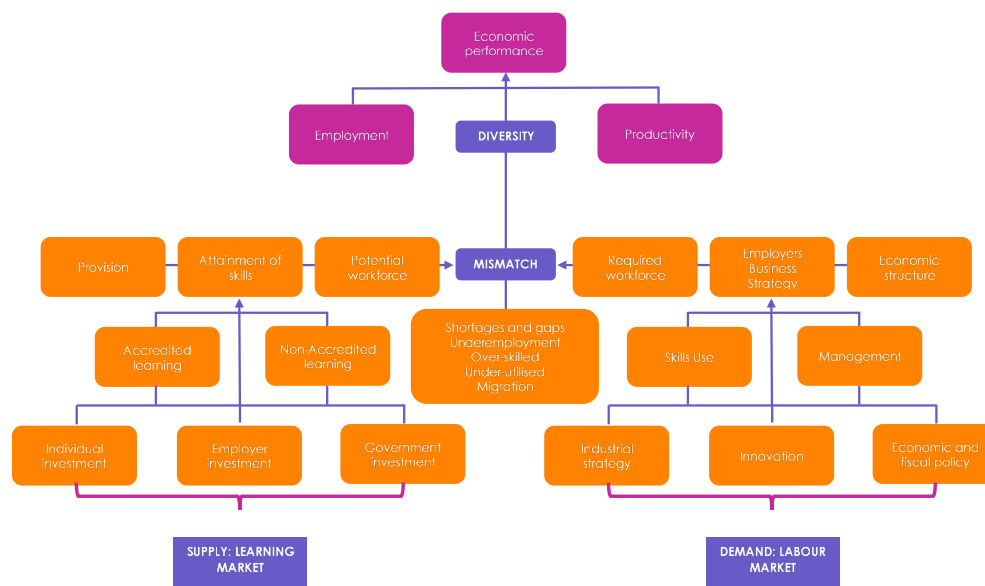 Economic
performance
Employment
DIVERSITY
Productivity
Provision
Attainment of
skills
Potential
workforce
MISMATCH
Required
workforce
Employers
Business
Strategy
Economic
structure
Shortages and gaps
Underemployment
Over-skilled
Under-utilised
Migration
Accredited
learning
Non-Accredited
learning
Skills Use
Management
Individual
investment
Employer
investment
Government
investment
Industrial
strategy
Innovation
Economic and
fiscal policy
SUPPLY: LEARNING
MARKET
DEMAND: LABOUR
MARKET